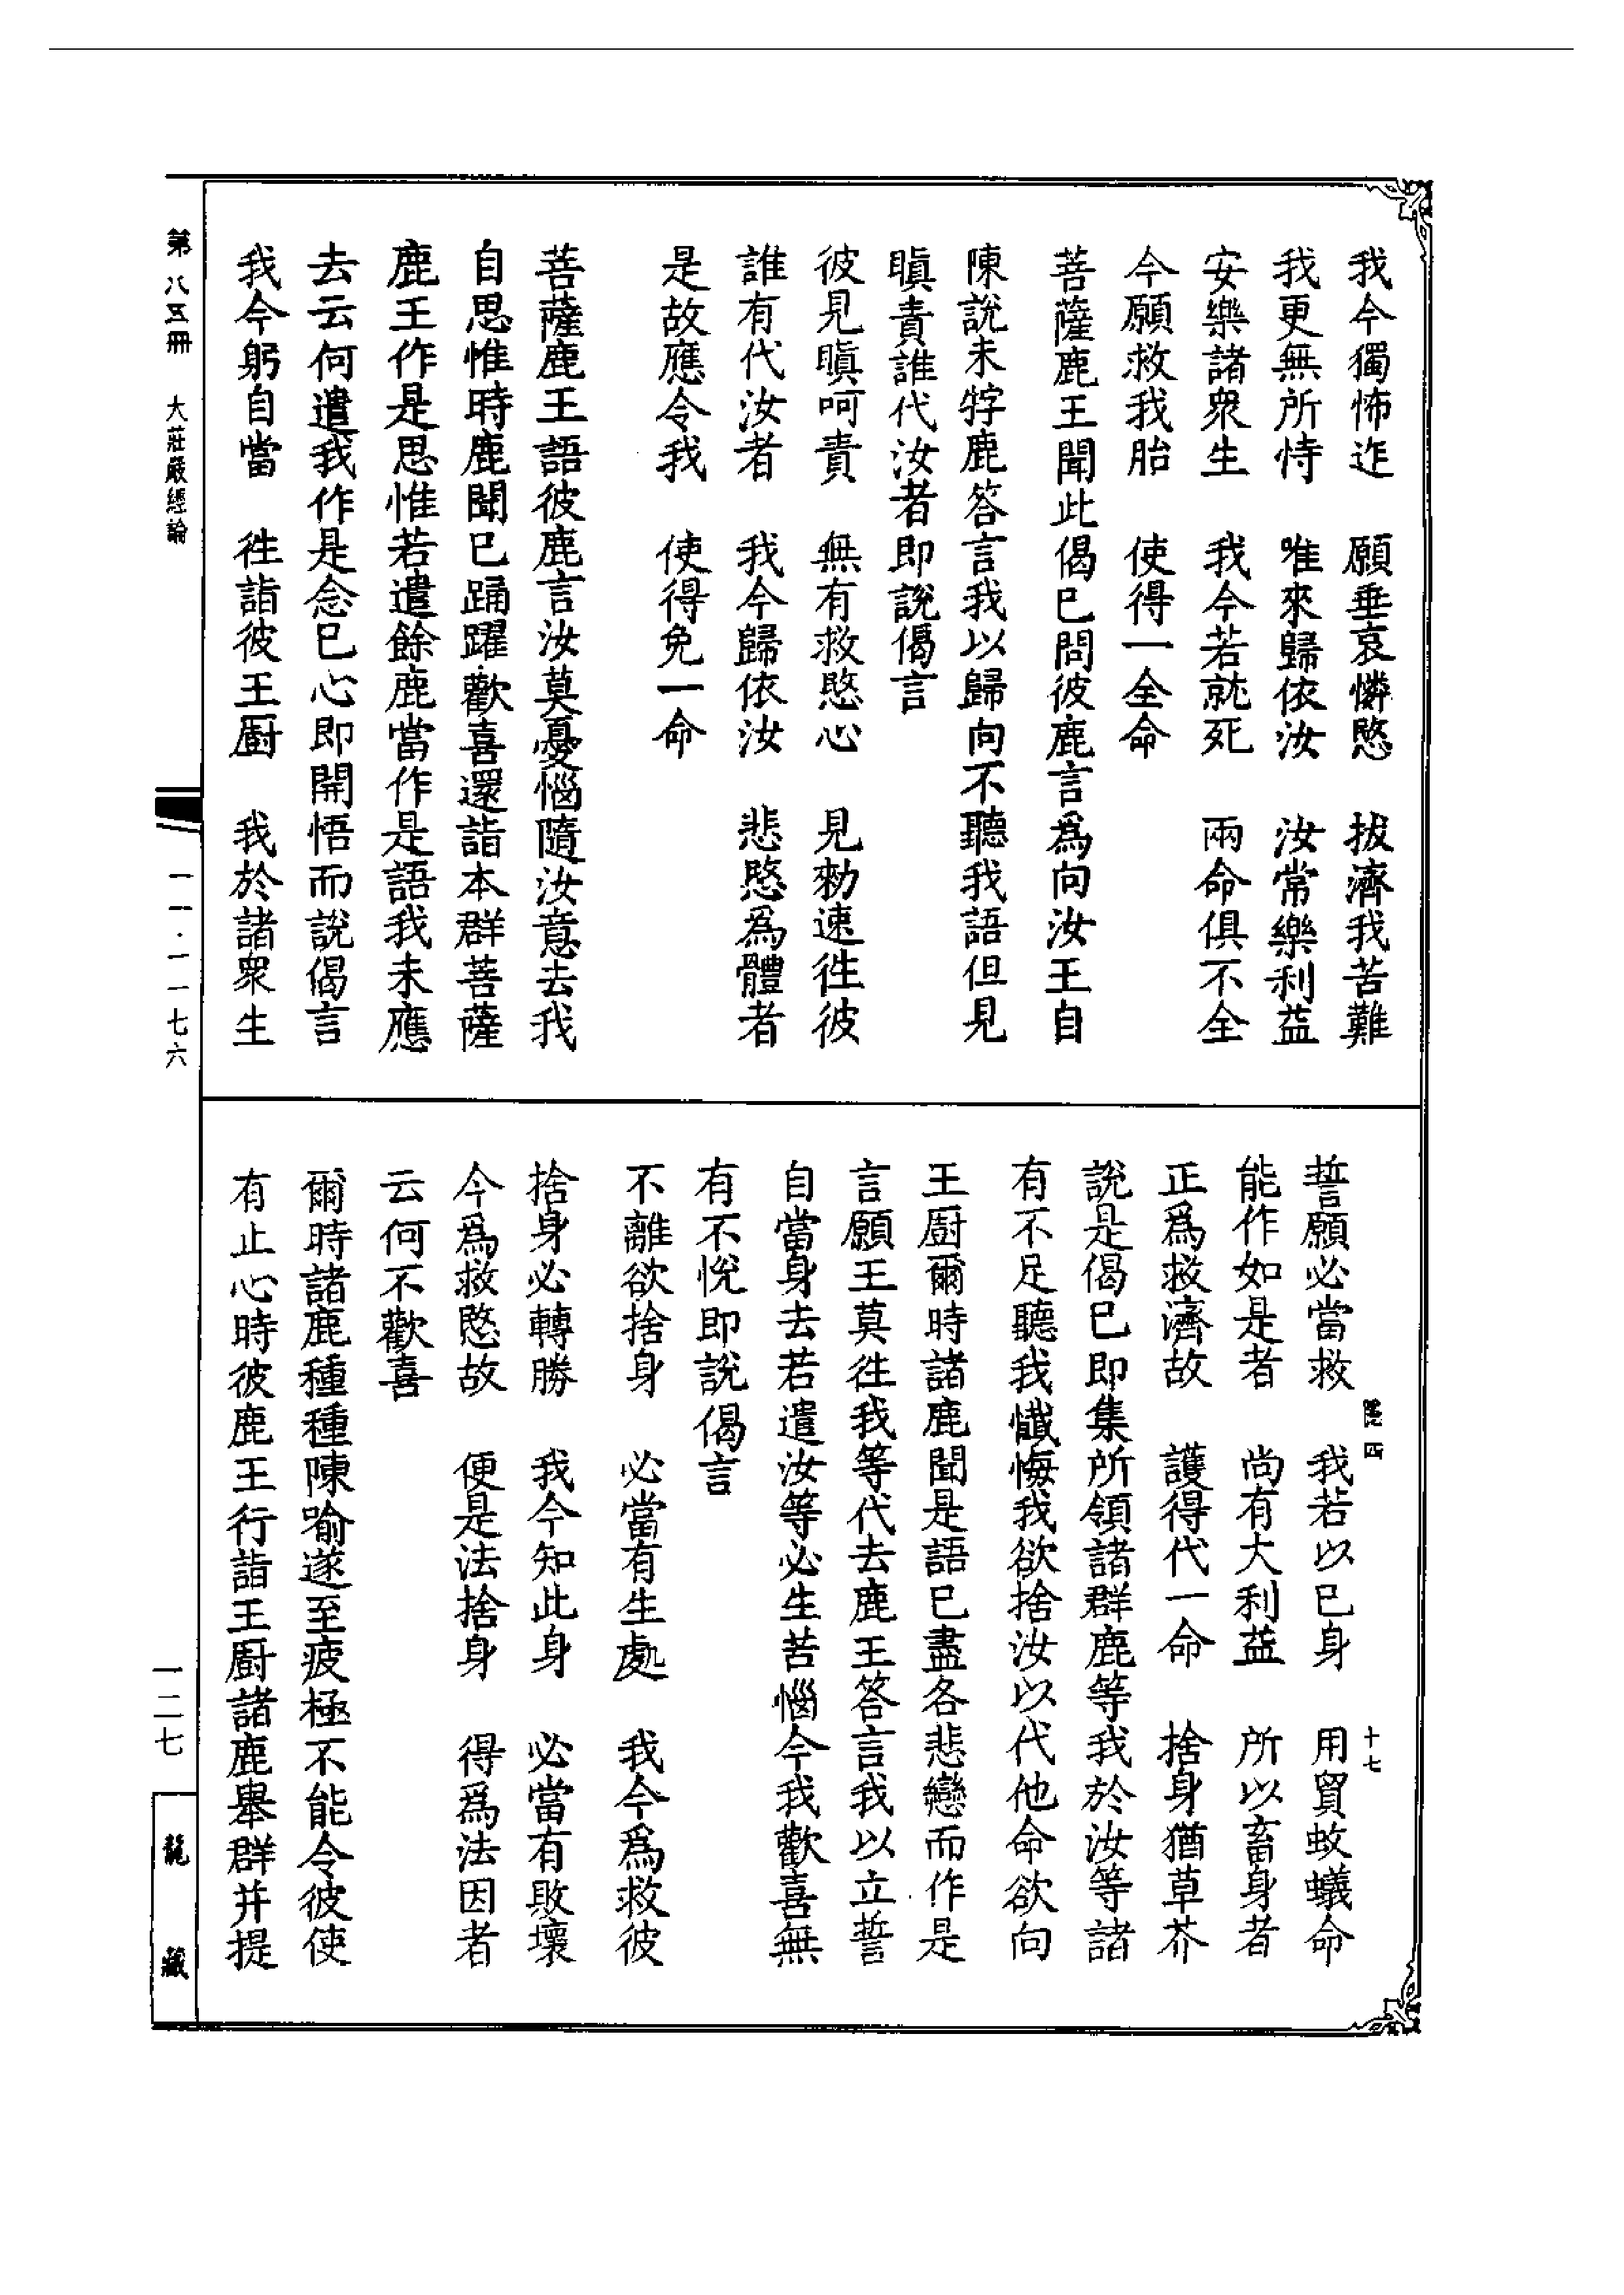 我今獨怖迮　願垂哀憐愍　拔濟我苦難
我更無所恃　唯來歸依汝　汝常樂利益
安樂諸衆生　我今若就死　兩命俱不全
今願救我胎　使得一全命
菩薩鹿王聞此偈已問彼鹿言爲向汝王自
陳說未牸鹿答言我以歸向不聽我語但見
瞋責誰代汝者即說偈言
彼見瞋呵責　無有救愍心　見勑速徃彼
誰有代汝者　我今歸依汝　悲愍爲體者
是故應令我　使得免一命
菩薩鹿王語彼鹿言汝莫憂惱隨汝意去我
自思惟時鹿聞已踊躍歡喜還詣本群菩薩
鹿王作是思惟若遣餘鹿當作是語我未應
去云何遣我作是念已心即開悟而說偈言
我今躬自當　徃詣彼王厨　我於諸衆生
誓願必當救　我若以已身　用貿蚊蟻命
能作如是者　尚有大利益　所以畜身者
正爲救濟故　護得代一命　捨身猶草芥
說是偈已即集所領諸群鹿等我於汝等諸
有不足聽我懺悔我欲捨汝以代他命欲向
王厨爾時諸鹿聞是語已盡各悲戀而作是
言願王莫徃我等代去鹿王答言我以立誓
自當身去若遣汝等必生苦惱今我歡喜無
有不悅即說偈言
不離欲捨身　必當有生處　我今爲救彼
捨身必轉勝　我今知此身　必當有敗壞
今爲救愍故　便是法捨身　得爲法因者
云何不歡喜
爾時諸鹿種種陳喻遂至疲極不能令彼使
有止心時彼鹿王行詣王厨諸鹿舉群并提
四
十七
第八五冊　大莊嚴經論
一一·一一七六
一二七
龍藏